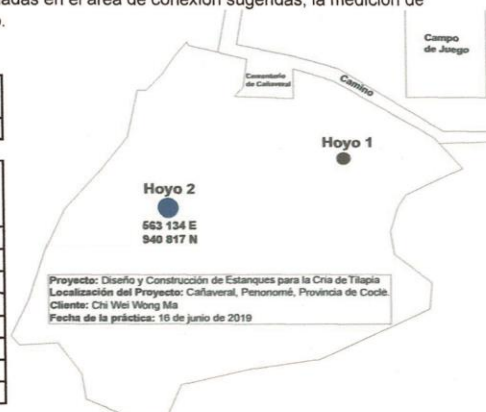 adas en el área de conexión sugeridas, la medición de
o.
Campo
de Juego
Cementerio
de Cañaveral
Camino
Hoyo 1
Hoyo 2
563 134 E
940 817 N
Proyecto: Diseño y Construcción de Estanques para la Cria de Tilapia
Localización del Proyecto: Cañaveral, Penonomé, Provincia de Coclè.
Cliente: Chi Wei Wong Ma
Fecha de la práctica: 16 de junio de 2019